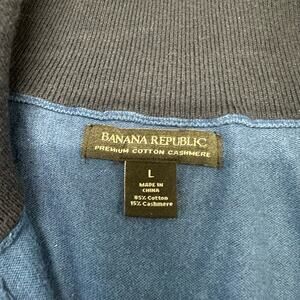 BANANA REPUBLIC
PREMIUM COTTON CASHMERE
L
MADE IN
CHINA
85% Cotton
15% Cashmere